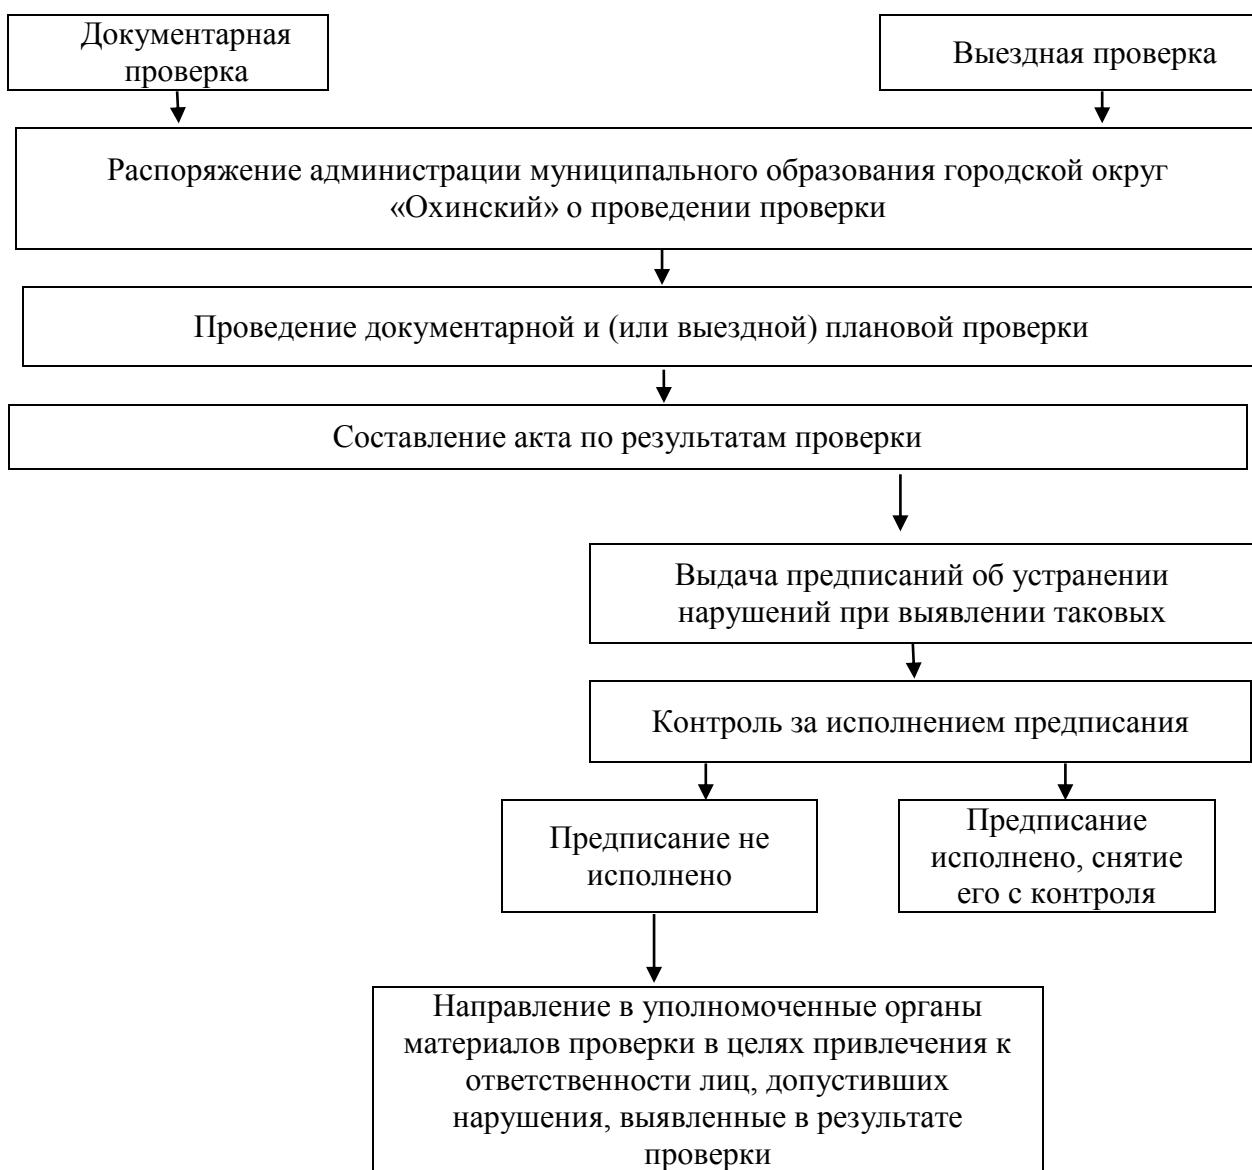 Документарная
проверка
Выездная проверка
Распоряжение администрации муниципального образования городской округ
«Охинский» о проведении проверки
Проведение документарной и (или выездной) плановой проверки
Составление акта по результатам проверки
Выдача предписаний об устранении
нарушений при выявлении таковых
Контроль за исполнением предписания
Предписание не
исполнено
Предписание
исполнено, снятие
его с контроля
Направление в уполномоченные органы
материалов проверки в целях привлечения к
ответственности лиц, допустивших
нарушения, выявленные в результате
проверки